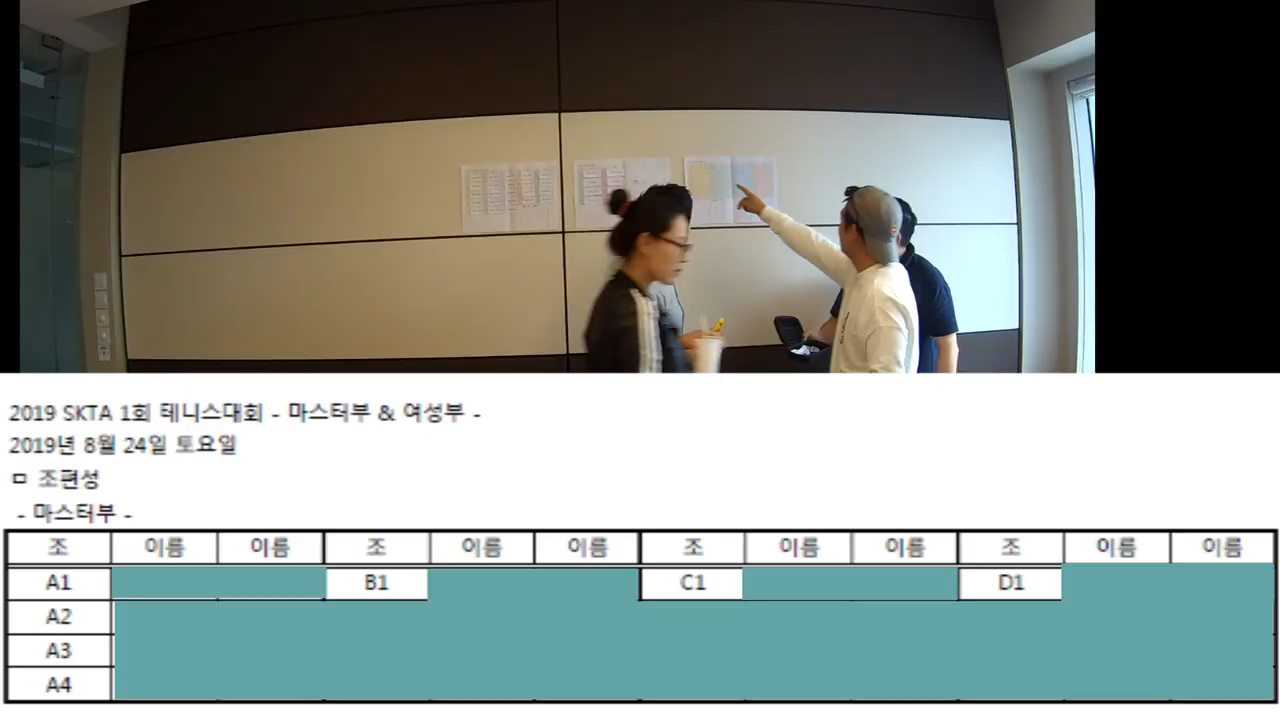 2019 SKTA 1회 테니스대회 - 마스터부 & 여성부 -
2019년 8월 24일 토요일
ㅁ 조편성
- 마스터부 -
조 이름 이름 조 이름 이름 조 이름 이름 조 이름 이름
A1 B1 C1 D1
A2
A3
A4